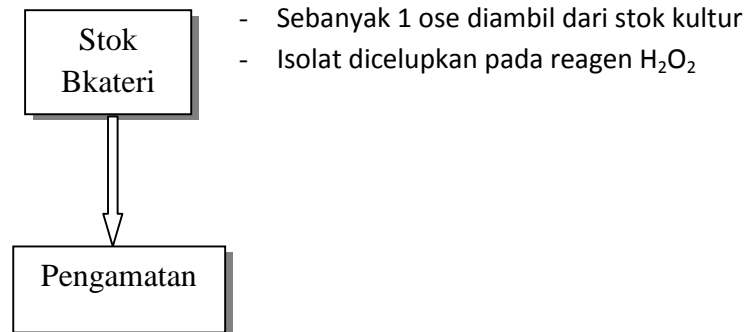 Stok
Bkateri
- Sebanyak 1 ose diambil dari stok kultur
- Isolat dicelupkan pada reagen H₂O₂
Pengamatan